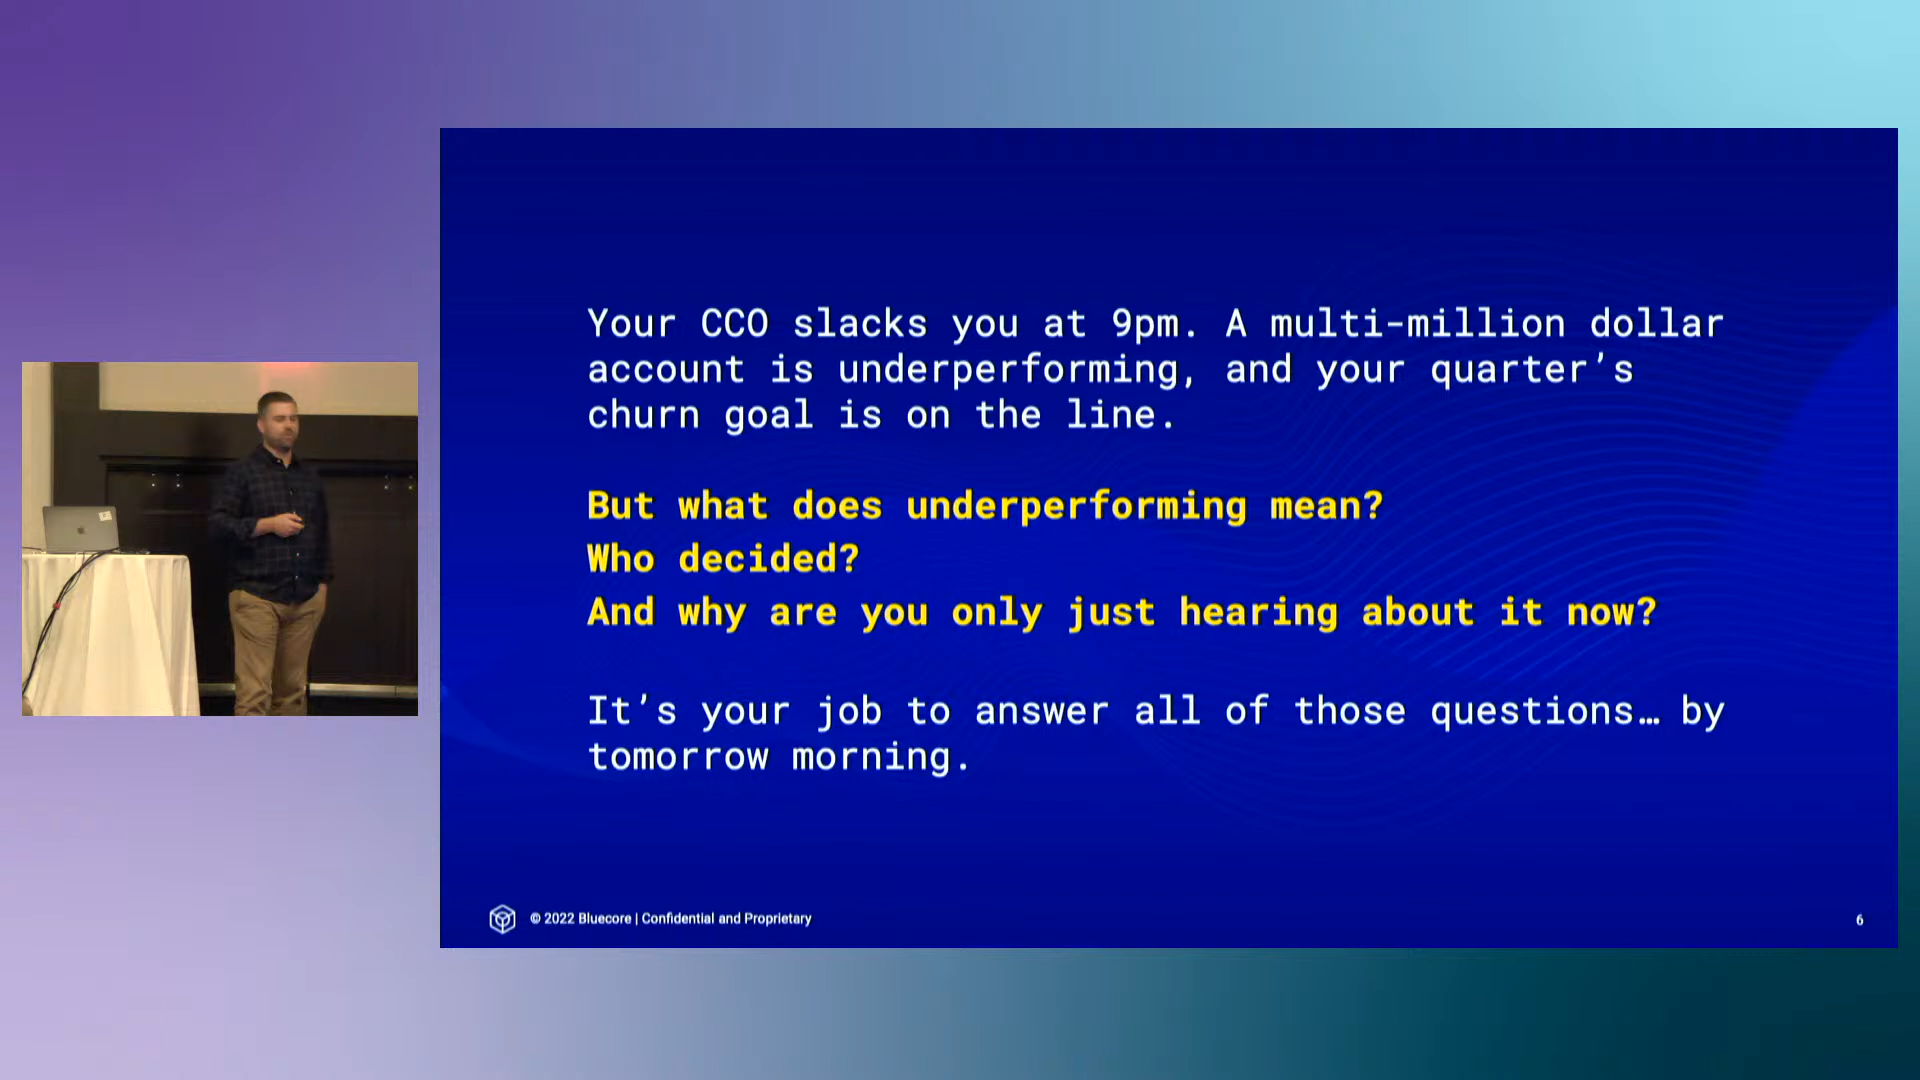 Your CCO slacks you at 9pm. A multi-million dollar
account is underperforming, and your quarter’s
churn goal is on the line.
But what does underperforming mean?
Who decided?
And why are you only just hearing about it now?
It’s your job to answer all of those questions… by
tomorrow morning.
© 2022 Bluecore | Confidential and Proprietary
6